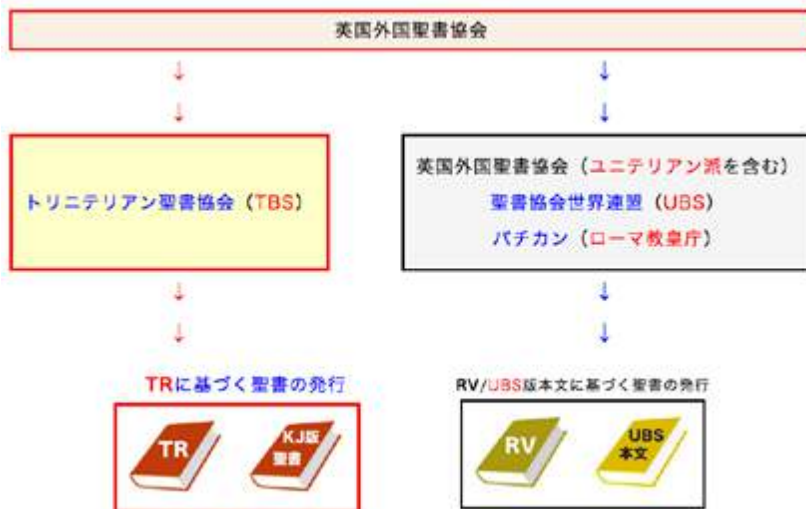 英国外国聖書協会
↓ ↓
↓ ↓
トリニテリアン聖書協会（TBS）
英国外国聖書協会（ユニテリアン派を含む）
聖書協会世界連盟（UBS）
バチカン（ローマ教皇庁）
↓ ↓
↓ ↓
TRに基づく聖書の発行
RV/UBS版本文に基づく聖書の発行
TR
KJ版
聖書
RV
UBS
本文